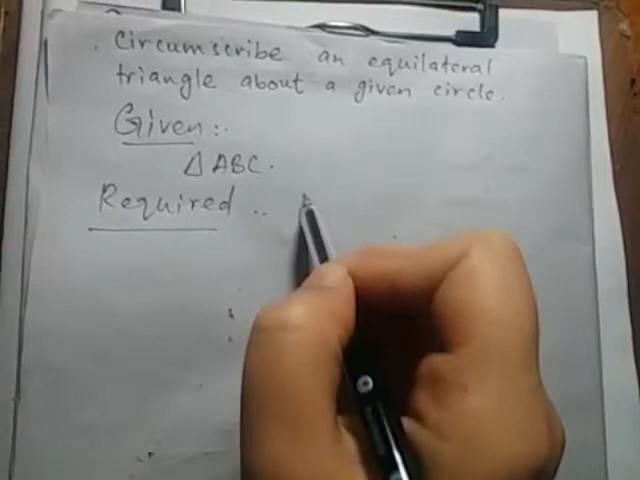 Circumscribe an equilateral
triangle about a given circle.
Given :.
Δ ABC.
Required ..